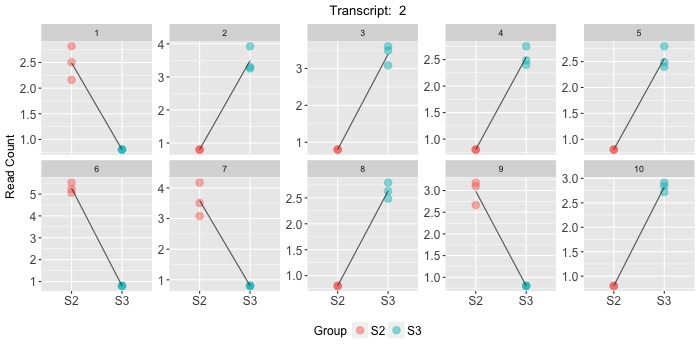 Transcript: 2
1 2 3 4 5
2.5 4 3 2.5 2.5
2.0 3 2 2.0 2.0
1.5 2 1 1.5 1.5
1.0 1 1.0 1.0
Read Count
6 7 8 9 10
5 4 2.5 3.0 3.0
4 3 2.0 2.5 2.5
3 2 1.5 2.0 2.0
2 1 1.0 1.5 1.5
1 1.0 1.0
S2 S3 S2 S3 S2 S3 S2 S3 S2 S3
Group S2 S3